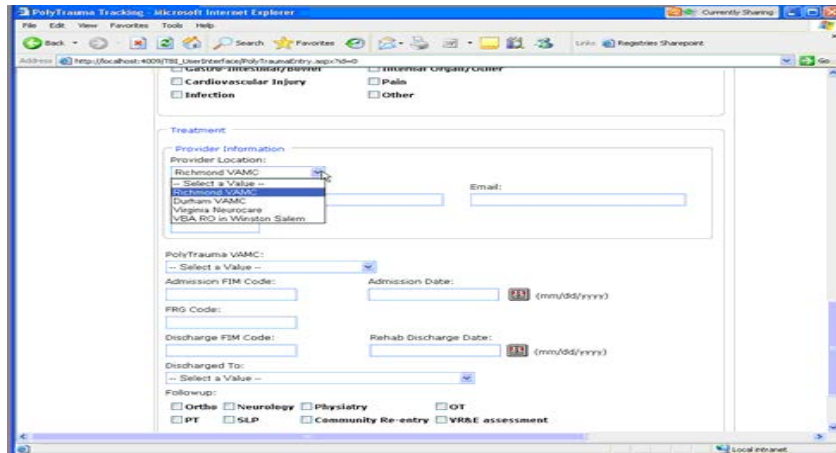 PolyTrauma Tracking - Microsoft Internet Explorer
Currently Sharing
File Edit View Favorites Tools Help
Back Search Favorites Links Registries Sharepoint
Address http://localhost:4009/TBI_UserInterface/PolyTraumaEntry.aspx?id=0 Go
Gastro-Intestinal/Bowel Internal Organ/Other
Cardiovascular Injury Pain
Infection Other
Treatment
Provider Information
Provider Location:
Richmond VAMC
-- Select a Value -- Email:
Richmond VAMC
Durham VAMC
Virginia Neurocare
VBA RO in Winston Salem
PolyTrauma VAMC:
-- Select a Value --
Admission FIM Code: Admission Date:
(mm/dd/yyyy)
FRG Code:
Discharge FIM Code: Rehab Discharge Date:
(mm/dd/yyyy)
Discharged To:
-- Select a Value --
Followup:
Ortho Neurology Physiatry OT
PT SLP Community Re-entry VR&E assessment
Local intranet